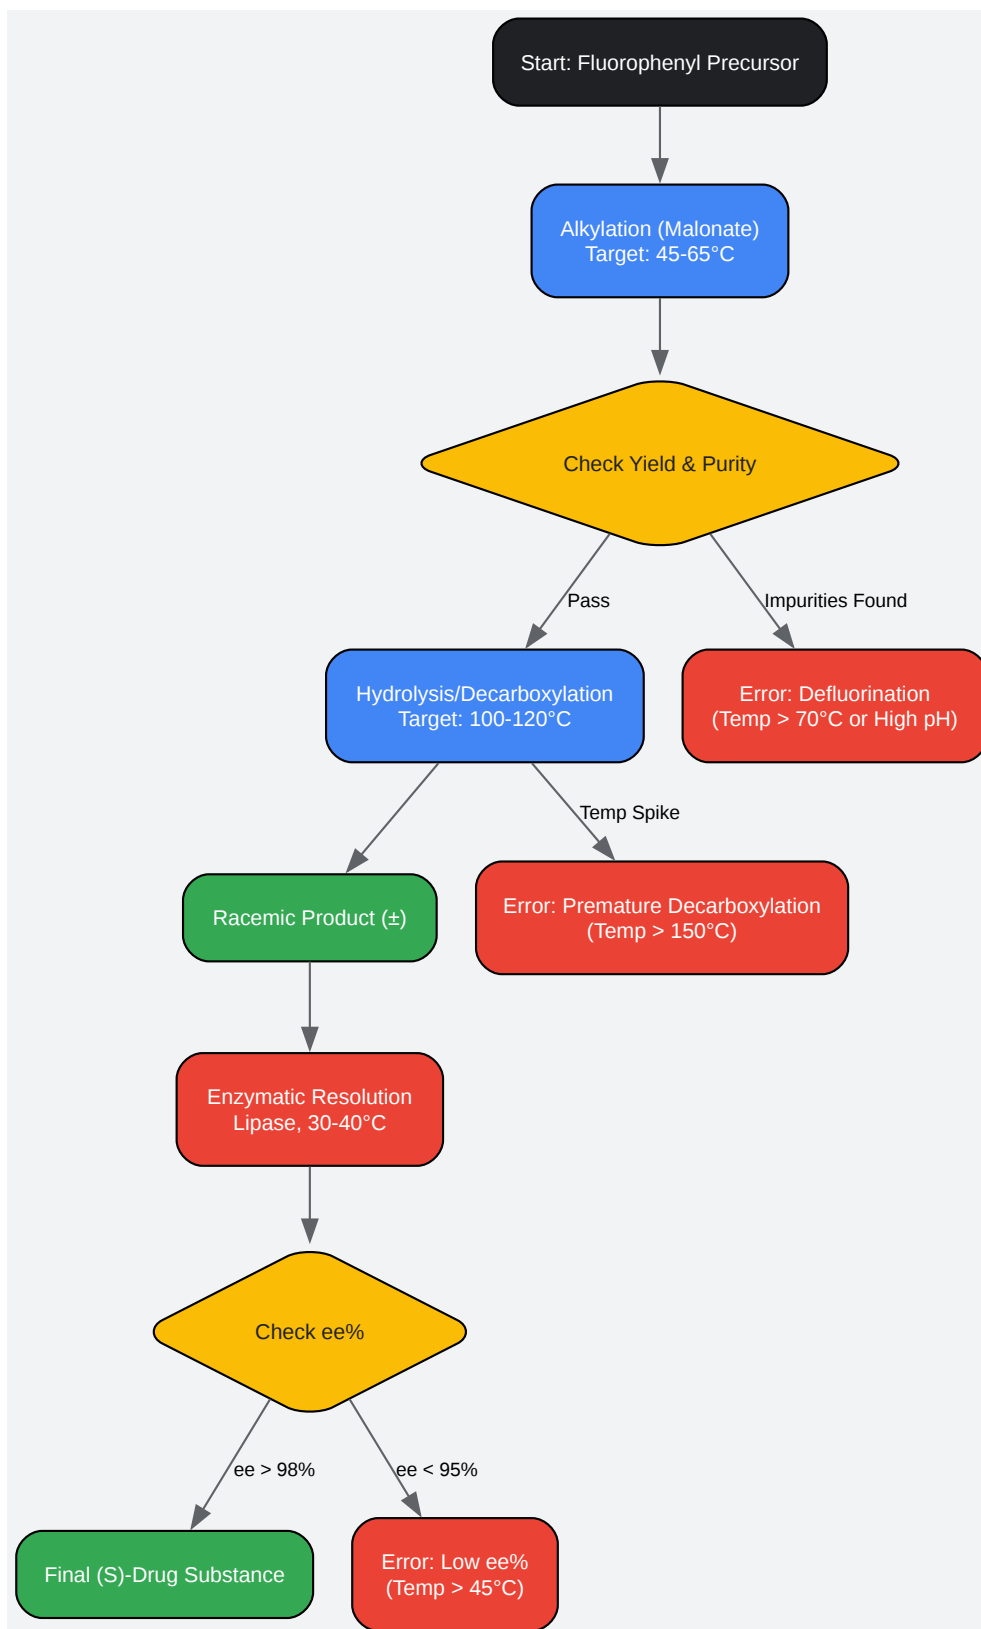 Start: Fluorophenyl Precursor
Alkylation (Malonate)
Target: 45-65°C
Check Yield & Purity
Pass
Impurities Found
Hydrolysis/Decarboxylation
Target: 100-120°C
Error: Defluorination
(Temp > 70°C or High pH)
Temp Spike
Racemic Product (±)
Error: Premature Decarboxylation
(Temp > 150°C)
Enzymatic Resolution
Lipase, 30-40°C
Check ee%
ee > 98%
ee < 95%
Final (S)-Drug Substance
Error: Low ee%
(Temp > 45°C)